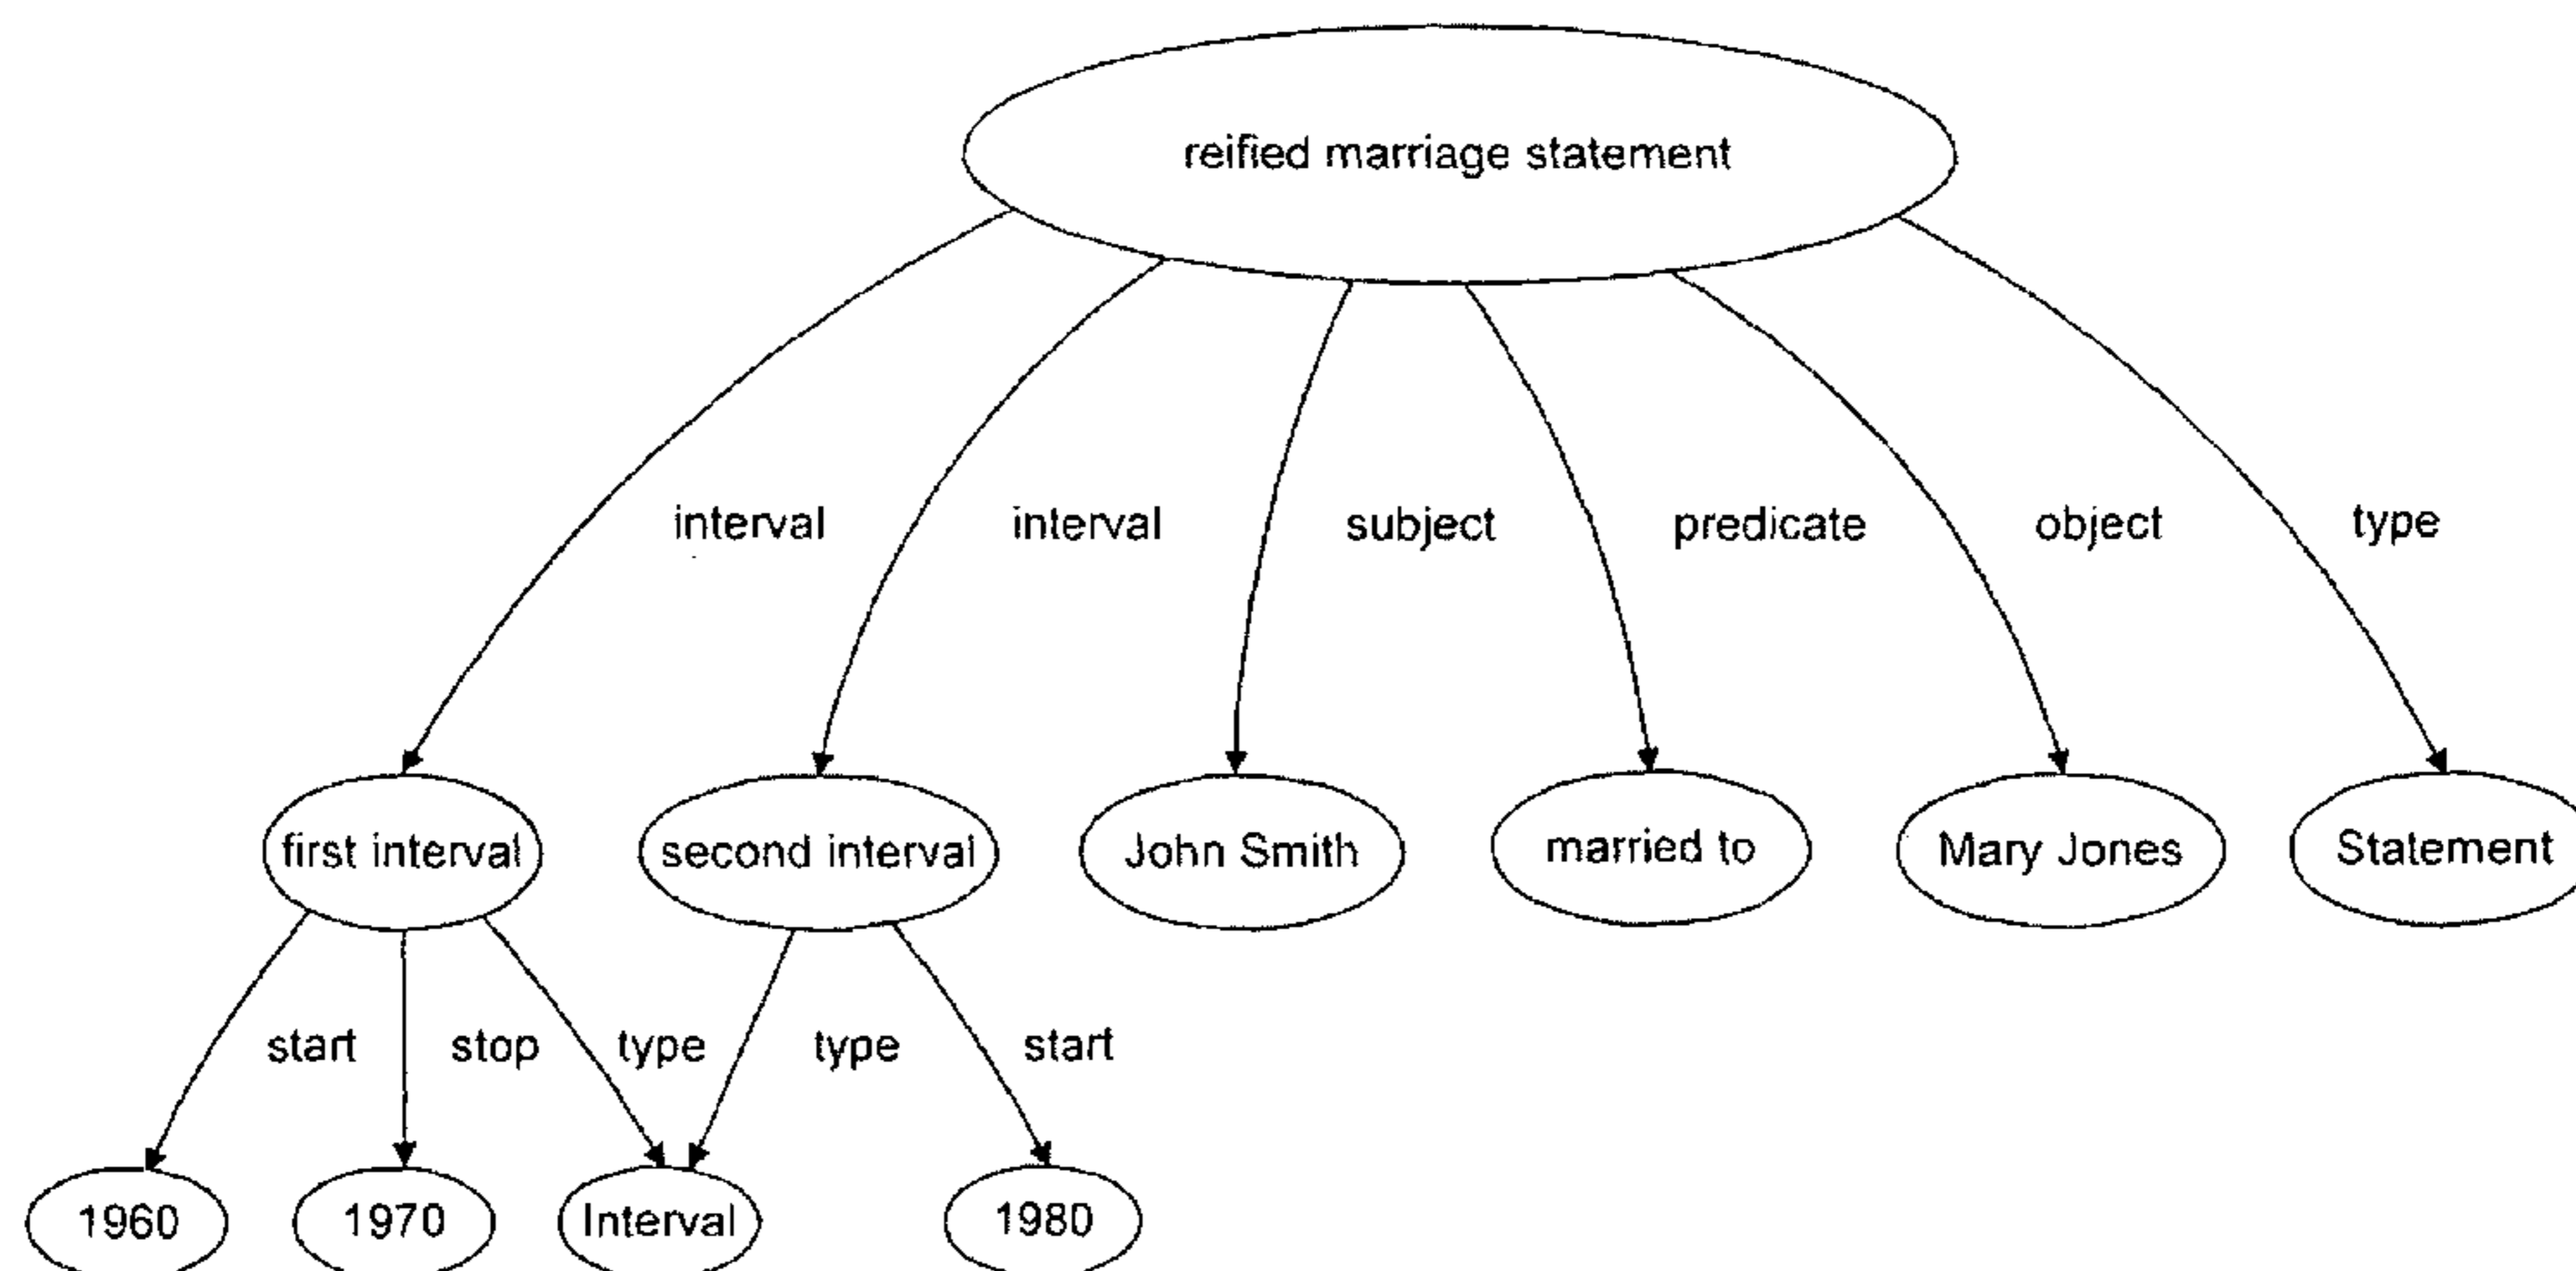 reified marriage statement
interval interval subject predicate object type
first interval second interval John Smith married to Mary Jones Statement
start stop type type start
1960 1970 Interval 1980